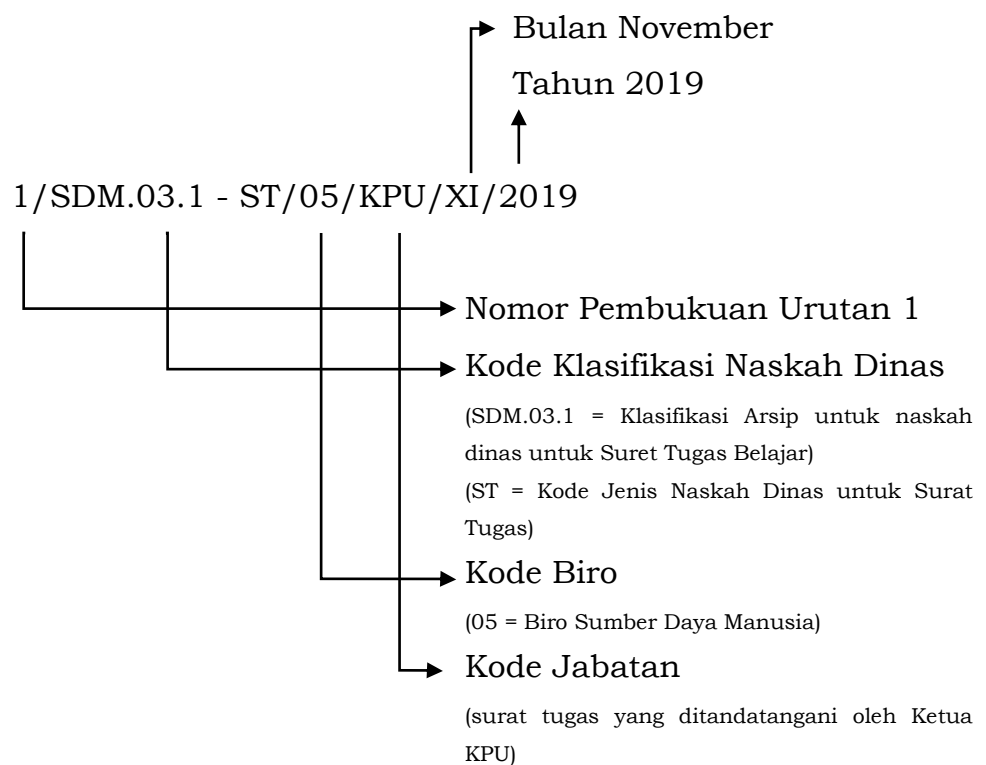 Bulan November
Tahun 2019
1/SDM.03.1 - ST/05/KPU/XI/2019
Nomor Pembukuan Urutan 1
Kode Klasifikasi Naskah Dinas
(SDM.03.1 = Klasifikasi Arsip untuk naskah
dinas untuk Suret Tugas Belajar)
(ST = Kode Jenis Naskah Dinas untuk Surat
Tugas)
Kode Biro
(05 = Biro Sumber Daya Manusia)
Kode Jabatan
(surat tugas yang ditandatangani oleh Ketua
KPU)